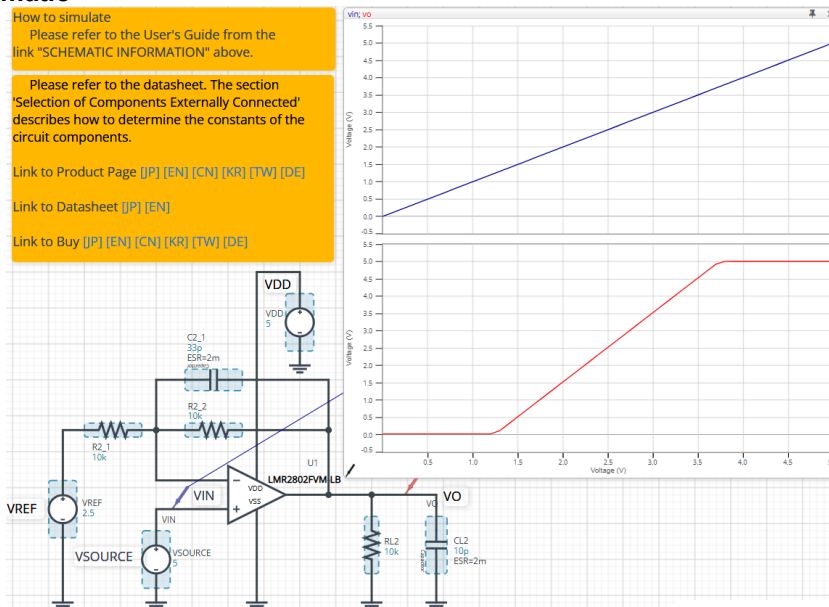 How to simulate
Please refer to the User's Guide from the
link "SCHEMATIC INFORMATION" above.
Please refer to the datasheet. The section
'Selection of Components Externally Connected'
describes how to determine the constants of the
circuit components.
Link to Product Page [JP] [EN] [CN] [KR] [TW] [DE]
Link to Datasheet [JP] [EN]
Link to Buy [JP] [EN] [CN] [KR] [TW] [DE]
vin; vo
5.5
5.0
4.5
4.0
3.5
3.0
2.5
2.0
1.5
1.0
0.5
0.0
-0.5
Voltage (V)
5.5
5.0
4.5
4.0
3.5
3.0
2.5
2.0
1.5
1.0
0.5
0.0
-0.5
Voltage (V)
0.5 1.0 1.5 2.0 2.5 3.0 3.5 4.0 4.5
Voltage (V)
VDD
VDD
5
C2_1
33p
ESR=2m
R2_2
10k
R2_1
10k
U1
LMR2802FVM-LB
VDD
VSS
VREF
VREF
2.5
VIN
VIN
VSOURCE
VSOURCE
5
VO
VO
RL2
10k
CL2
10p
ESR=2m